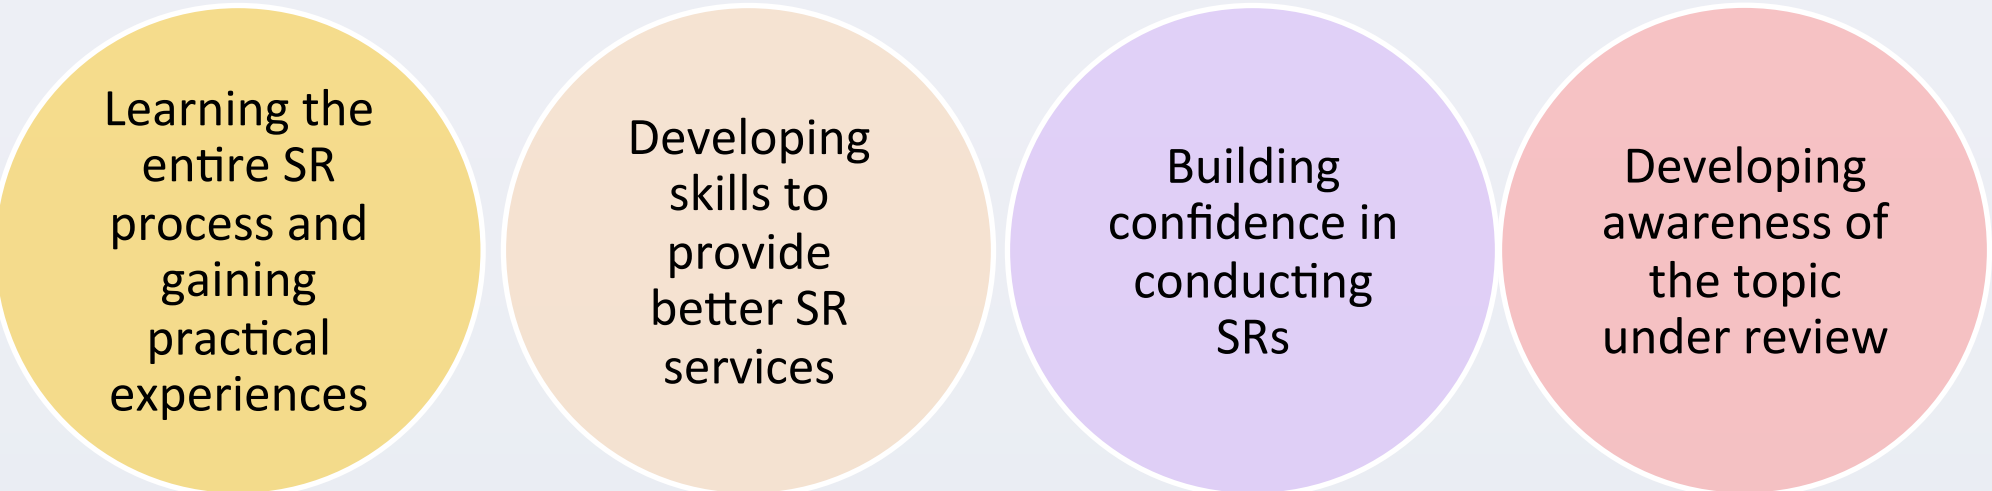 Learning the
entire SR
process and
gaining
practical
experiences
Developing
skills to
provide
better SR
services
Building
confidence in
conducting
SRs
Developing
awareness of
the topic
under review